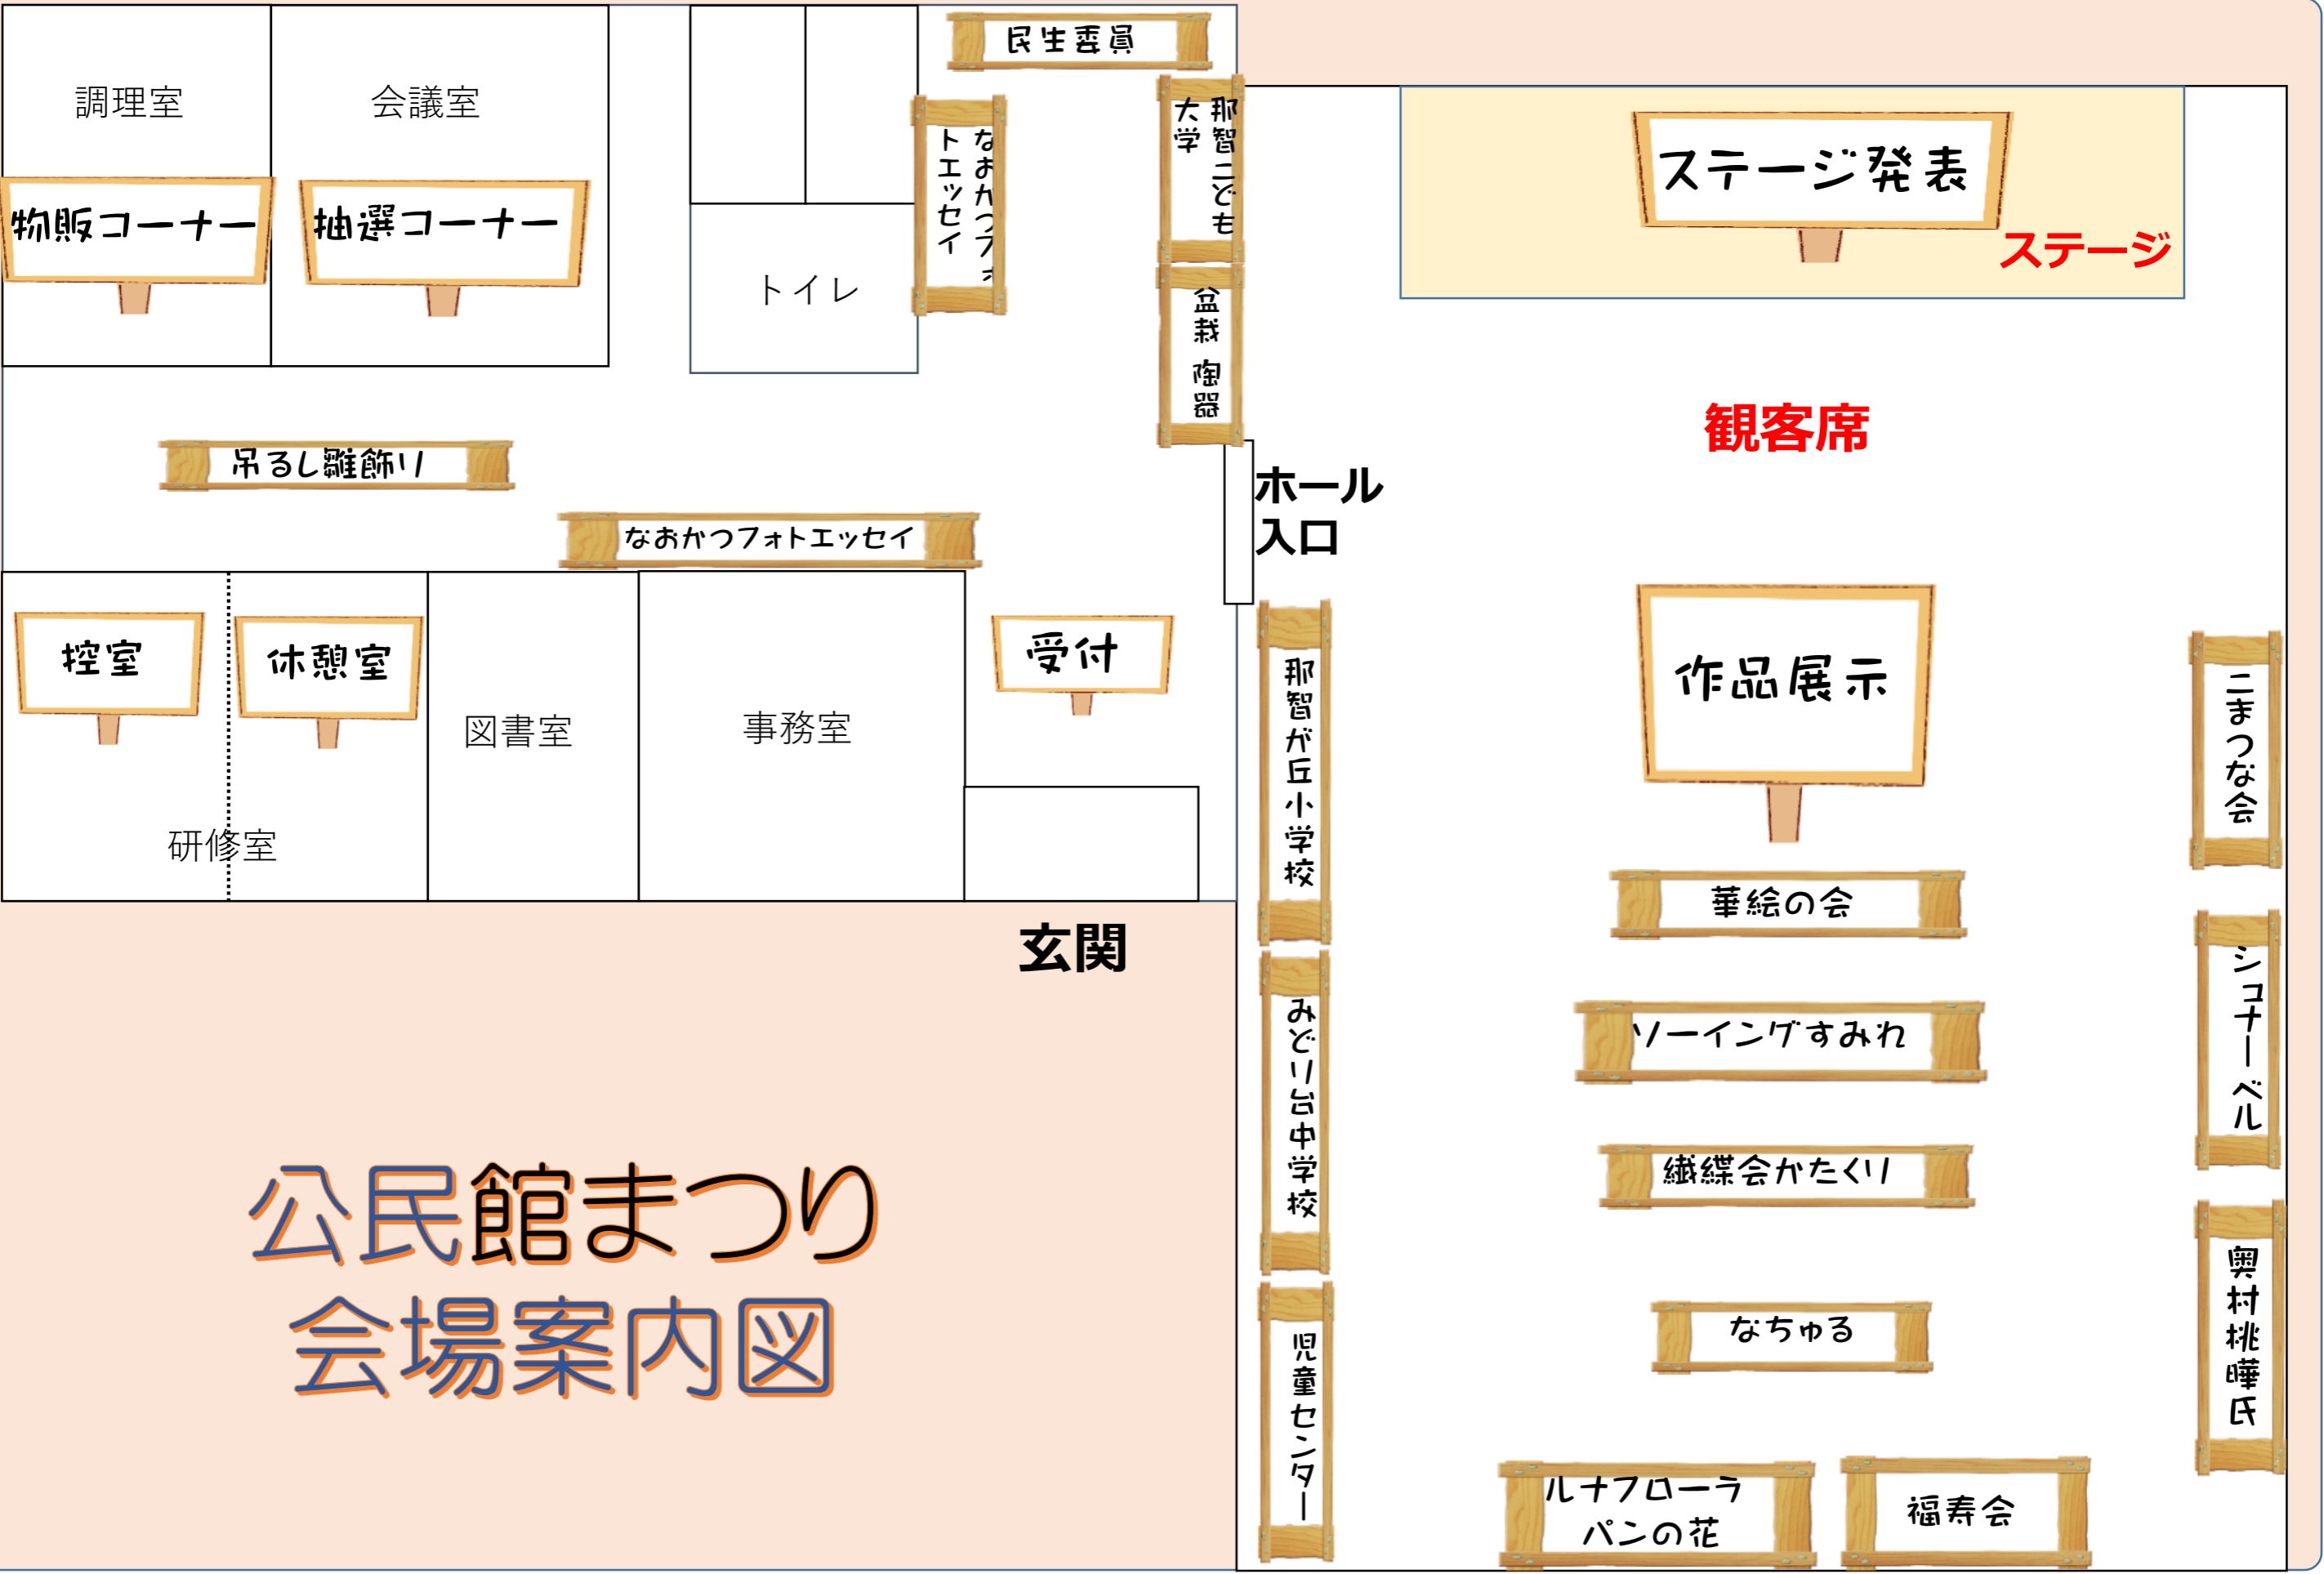 民生委員
調理室
会議室
物販コーナー
抽選コーナー
トイレ
なおかつフォ
トエッセイ
那智こども
大学
盆栽 陶器
ステージ発表
ステージ
観客席
吊るし雛飾り
なおかつフォトエッセイ
ホール
入口
控室
休憩室
研修室
図書室
事務室
受付
玄関
那智が丘小学校
みどり台中学校
児童センター
作品展示
華絵の会
ソーイングすみれ
繊緤会かたくり
なちゅる
ルナフローラ
パンの花
福寿会
こまつな会
シュナーベル
奥村桃曄氏
公民館まつり
会場案内図